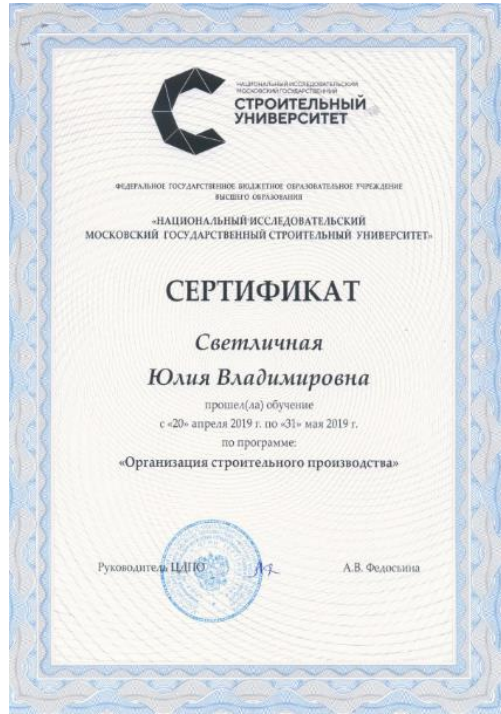 НАЦИОНАЛЬНЫЙ ИССЛЕДОВАТЕЛЬСКИЙ
МОСКОВСКИЙ ГОСУДАРСТВЕННЫЙ
СТРОИТЕЛЬНЫЙ
УНИВЕРСИТЕТ
ФЕДЕРАЛЬНОЕ ГОСУДАРСТВЕННОЕ БЮДЖЕТНОЕ ОБРАЗОВАТЕЛЬНОЕ УЧРЕЖДЕНИЕ
ВЫСШЕГО ОБРАЗОВАНИЯ
«НАЦИОНАЛЬНЫЙ ИССЛЕДОВАТЕЛЬСКИЙ
МОСКОВСКИЙ ГОСУДАРСТВЕННЫЙ СТРОИТЕЛЬНЫЙ УНИВЕРСИТЕТ»
СЕРТИФИКАТ
Светличная
Юлия Владимировна
прошел(ла) обучение
с «20» апреля 2019 г. по «31» мая 2019 г.
по программе:
«Организация строительного производства»
Руководитель ЦДПО А.В. Федосьина